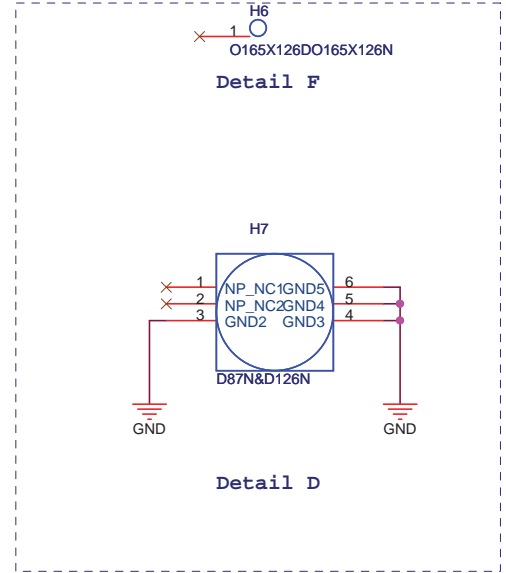 H6
1
O165X126DO165X126N
Detail F
H7
1 NP_NC1 GND5 6
2 NP_NC2 GND4 5
3 GND2 GND3 4
D87N&D126N
GND GND
Detail D